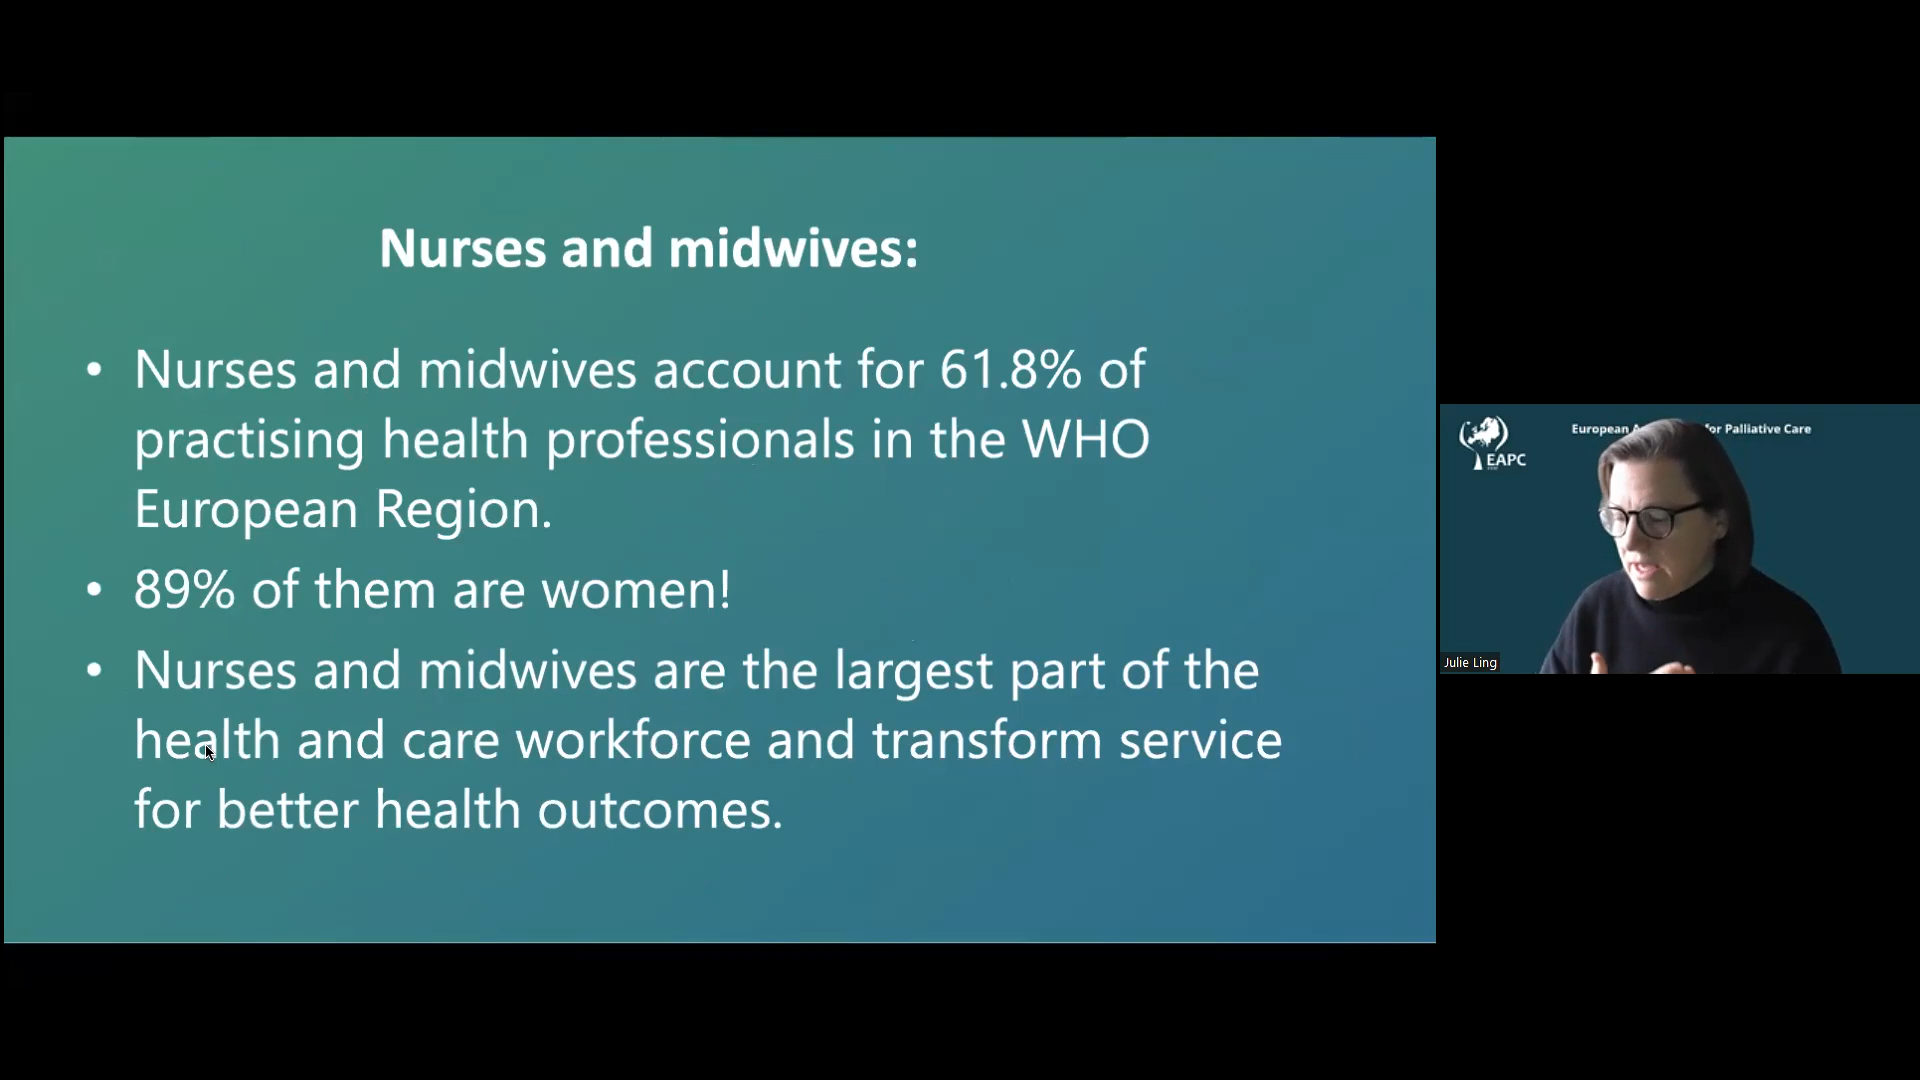 Nurses and midwives:
• Nurses and midwives account for 61.8% of
practising health professionals in the WHO
European Region.
• 89% of them are women!
• Nurses and midwives are the largest part of the
health and care workforce and transform service
for better health outcomes.
European A for Palliative Care
EAPC
Julie Ling